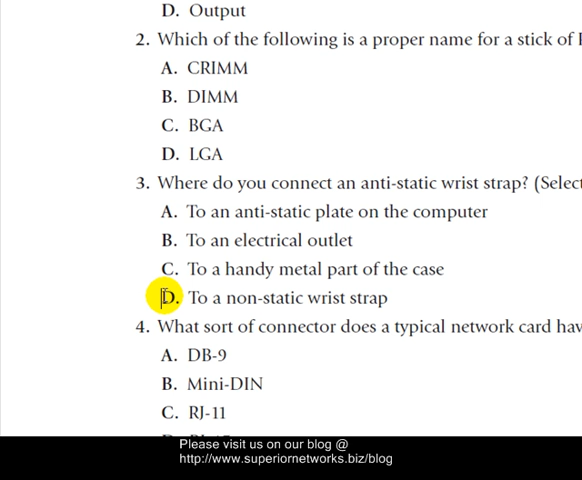 D. Output
2. Which of the following is a proper name for a stick of
A. CRIMM
B. DIMM
C. BGA
D. LGA
3. Where do you connect an anti-static wrist strap? (Select
A. To an anti-static plate on the computer
B. To an electrical outlet
C. To a handy metal part of the case
D. To a non-static wrist strap
4. What sort of connector does a typical network card hav
A. DB-9
B. Mini-DIN
C. RJ-11
Please visit us on our blog @
http://www.superiornetworks.biz/blog